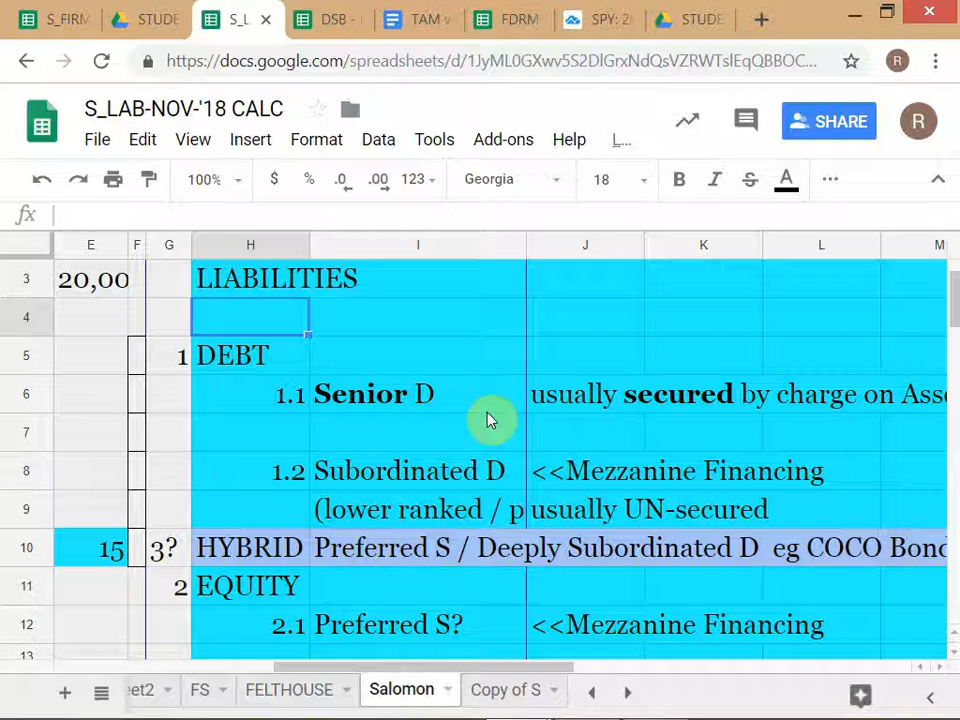 S_FIRM
STUDE
S_L
DSB -
TAM v
FDRM
SPY: 2
STUDE
https://docs.google.com/spreadsheets/d/1JyML0GXwv5S2DlGrxNdQsVZRWTslEqQBBOC...
R
S_LAB-NOV-'18 CALC
SHARE
R
File Edit View Insert Format Data Tools Add-ons Help L...
100% $ % .0 .00 123 Georgia 18 B I S A ...
fx
E F G H I J K L M
3 20,00 LIABILITIES
4
5 1 DEBT
6 1.1 Senior D usually secured by charge on Asse
7
8 1.2 Subordinated D <<Mezzanine Financing
9 (lower ranked / p usually UN-secured
10 15 3? HYBRID Preferred S / Deeply Subordinated D eg COCO Bond
11 2 EQUITY
12 2.1 Preferred S? <<Mezzanine Financing
13
et2 FS FELTHOUSE Salomon Copy of S